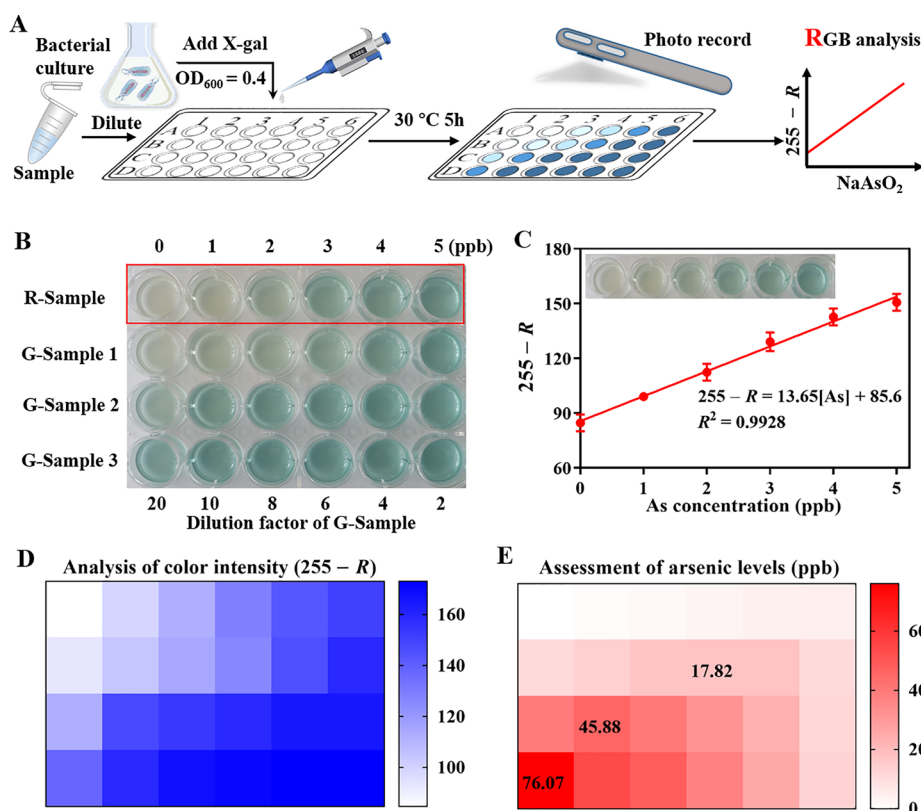 A
Bacterial
culture
Add X-gal
OD600 = 0.4
Dilute
Sample
1 2 3 4 5 6
A
B
C
D
30 °C 5h
1 2 3 4 5 6
A
B
C
D
Photo record
RGB analysis
255 – R
NaAsO2
B
0 1 2 3 4 5 (ppb)
R-Sample
G-Sample 1
G-Sample 2
G-Sample 3
20 10 8 6 4 2
Dilution factor of G-Sample
C
180
150
120
90
60
255 – R
255 – R = 13.65[As] + 85.6
R² = 0.9928
0 1 2 3 4 5
As concentration (ppb)
D
Analysis of color intensity (255 – R)
160
140
120
100
E
Assessment of arsenic levels (ppb)
17.82
45.88
76.07
60
40
20
0